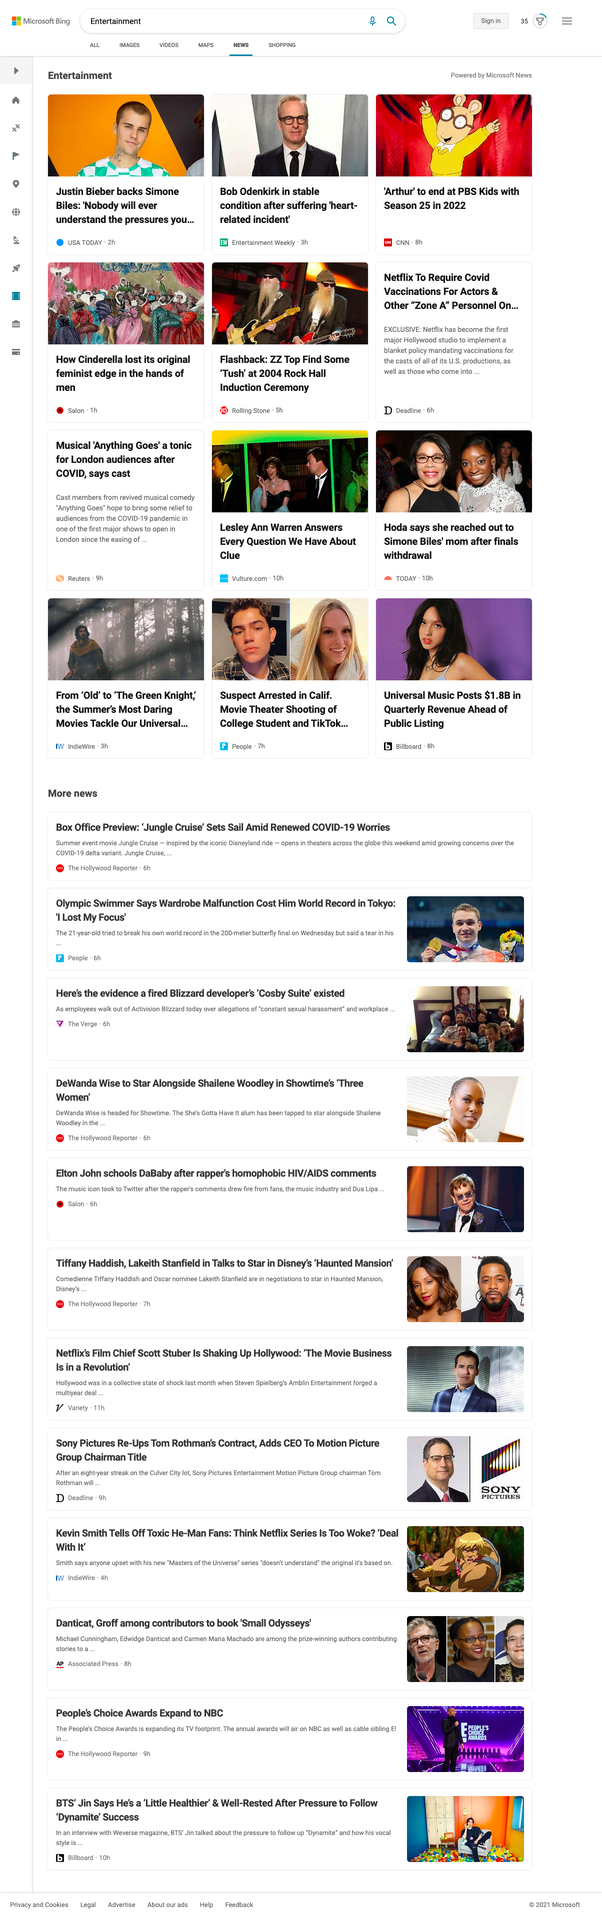 Microsoft Bing
Entertainment
Sign in
35
ALL
IMAGES
VIDEOS
MAPS
NEWS
SHOPPING
Entertainment
Powered by Microsoft News
Justin Bieber backs Simone
Biles: 'Nobody will ever
understand the pressures you...
USA TODAY · 2h
Bob Odenkirk in stable
condition after suffering 'heart-
related incident'
Entertainment Weekly · 3h
'Arthur' to end at PBS Kids with
Season 25 in 2022
CNN · 8h
How Cinderella lost its original
feminist edge in the hands of
men
Salon · 1h
Flashback: ZZ Top Find Some
'Tush' at 2004 Rock Hall
Induction Ceremony
Rolling Stone · 5h
Netflix To Require Covid
Vaccinations For Actors &
Other “Zone A” Personnel On...
EXCLUSIVE: Netflix has become the first
major Hollywood studio to implement a
blanket policy mandating vaccinations for
the casts of all of its U.S. productions, as
well as those who come into ...
Deadline · 6h
Musical 'Anything Goes' a tonic
for London audiences after
COVID, says cast
Cast members from revived musical comedy
"Anything Goes" hope to bring some relief to
audiences from the COVID-19 pandemic in
one of the first major shows to open in
London since the easing of ...
Reuters · 9h
Lesley Ann Warren Answers
Every Question We Have About
Clue
Vulture.com · 10h
Hoda says she reached out to
Simone Biles' mom after finals
withdrawal
TODAY · 10h
From ‘Old’ to ‘The Green Knight,’
the Summer’s Most Daring
Movies Tackle Our Universal...
IndieWire · 3h
Suspect Arrested in Calif.
Movie Theater Shooting of
College Student and TikTok...
People · 7h
Universal Music Posts $1.8B in
Quarterly Revenue Ahead of
Public Listing
Billboard · 8h
More news
Box Office Preview: ‘Jungle Cruise’ Sets Sail Amid Renewed COVID-19 Worries
Summer event movie Jungle Cruise — inspired by the iconic Disneyland ride — opens in theaters across the globe this weekend amid growing concerns over the
COVID-19 delta variant. Jungle Cruise, ...
The Hollywood Reporter · 6h
Olympic Swimmer Says Wardrobe Malfunction Cost Him World Record in Tokyo:
'I Lost My Focus'
The 21-year-old tried to break his own world record in the 200-meter butterfly final on Wednesday but said a tear in his
...
People · 6h
Here’s the evidence a fired Blizzard developer’s ‘Cosby Suite’ existed
As employees walk out of Activision Blizzard today over allegations of “constant sexual harassment” and workplace ...
The Verge · 6h
DeWanda Wise to Star Alongside Shailene Woodley in Showtime’s ‘Three
Women’
DeWanda Wise is headed for Showtime. The She's Gotta Have It alum has been tapped to star alongside Shailene
Woodley in the ...
The Hollywood Reporter · 6h
Elton John schools DaBaby after rapper's homophobic HIV/AIDS comments
The music icon took to Twitter after the rapper's comments drew fire from fans, the music industry and Dua Lipa ...
Salon · 6h
Tiffany Haddish, Lakeith Stanfield in Talks to Star in Disney’s ‘Haunted Mansion’
Comedienne Tiffany Haddish and Oscar nominee Lakeith Stanfield are in negotiations to star in Haunted Mansion,
Disney's ...
The Hollywood Reporter · 7h
Netflix’s Film Chief Scott Stuber Is Shaking Up Hollywood: ‘The Movie Business
Is in a Revolution’
Hollywood was in a collective state of shock last month when Steven Spielberg's Amblin Entertainment forged a
multiyear deal ...
Variety · 11h
Sony Pictures Re-Ups Tom Rothman’s Contract, Adds CEO To Motion Picture
Group Chairman Title
After an eight-year streak on the Culver City lot, Sony Pictures Entertainment Motion Picture Group chairman Tom
Rothman will ...
Deadline · 9h
SONY
PICTURES
Kevin Smith Tells Off Toxic He-Man Fans: Think Netflix Series Is Too Woke? ‘Deal
With It’
Smith says anyone upset with his new "Masters of the Universe" series "doesn't understand" the original it's based on.
IndieWire · 4h
Danticat, Groff among contributors to book 'Small Odysseys'
Michael Cunningham, Edwidge Danticat and Carmen Maria Machado are among the prize-winning authors contributing
stories to a ...
AP Associated Press · 8h
People’s Choice Awards Expand to NBC
The People's Choice Awards is expanding its TV footprint. The annual awards will air on NBC as well as cable sibling E!
in ...
The Hollywood Reporter · 9h
E PEOPLE'S
CHOICE
AWARDS
BTS’ Jin Says He’s a ‘Little Healthier’ & Well-Rested After Pressure to Follow
‘Dynamite’ Success
In an interview with Weverse magazine, BTS' Jin talked about the pressure to follow up "Dynamite" and how his vocal
style is ...
Billboard · 10h
Privacy and Cookies
Legal
Advertise
About our ads
Help
Feedback
© 2021 Microsoft